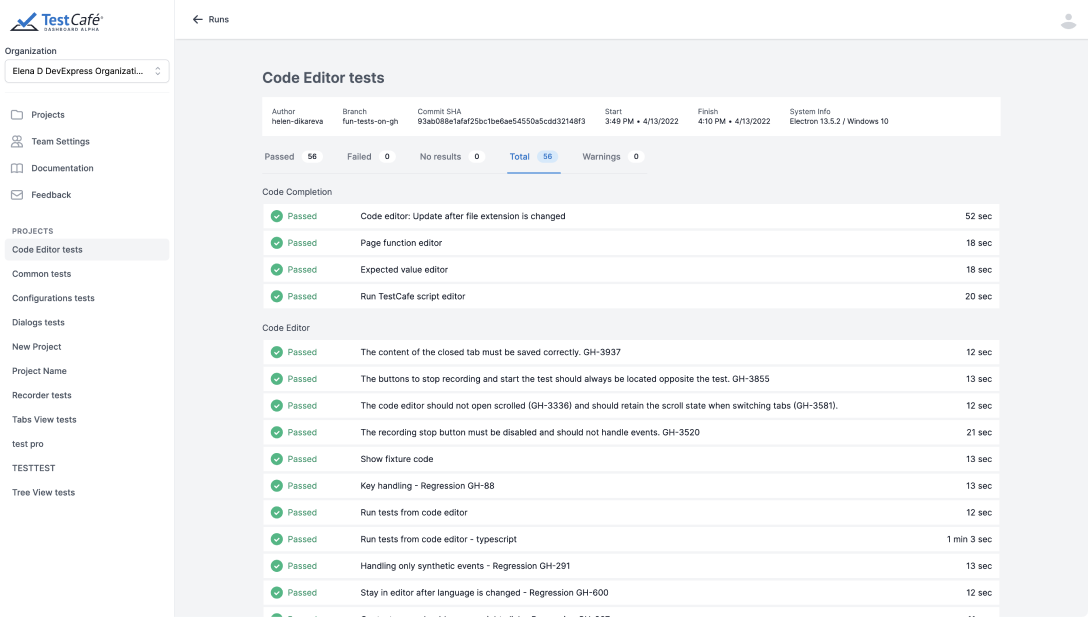 TestCafé
DASHBOARD ALPHA
Organization
Elena D DevExpress Organizati...
Projects
Team Settings
Documentation
Feedback
PROJECTS
Code Editor tests
Common tests
Configurations tests
Dialogs tests
New Project
Project Name
Recorder tests
Tabs View tests
test pro
TESTTEST
Tree View tests
Runs
Code Editor tests
Author Branch Commit SHA Start Finish System Info
helen-dikareva fun-tests-on-gh 93ab088e1afaf25bc1be6ae54550a5cdd32148f3 3:49 PM • 4/13/2022 4:10 PM • 4/13/2022 Electron 13.5.2 / Windows 10
Passed 56 Failed 0 No results 0 Total 56 Warnings 0
Code Completion
Passed Code editor: Update after file extension is changed 52 sec
Passed Page function editor 18 sec
Passed Expected value editor 18 sec
Passed Run TestCafe script editor 20 sec
Code Editor
Passed The content of the closed tab must be saved correctly. GH-3937 12 sec
Passed The buttons to stop recording and start the test should always be located opposite the test. GH-3855 13 sec
Passed The code editor should not open scrolled (GH-3336) and should retain the scroll state when switching tabs (GH-3581). 12 sec
Passed The recording stop button must be disabled and should not handle events. GH-3520 21 sec
Passed Show fixture code 13 sec
Passed Key handling - Regression GH-88 13 sec
Passed Run tests from code editor 12 sec
Passed Run tests from code editor - typescript 1 min 3 sec
Passed Handling only synthetic events - Regression GH-291 13 sec
Passed Stay in editor after language is changed - Regression GH-600 12 sec